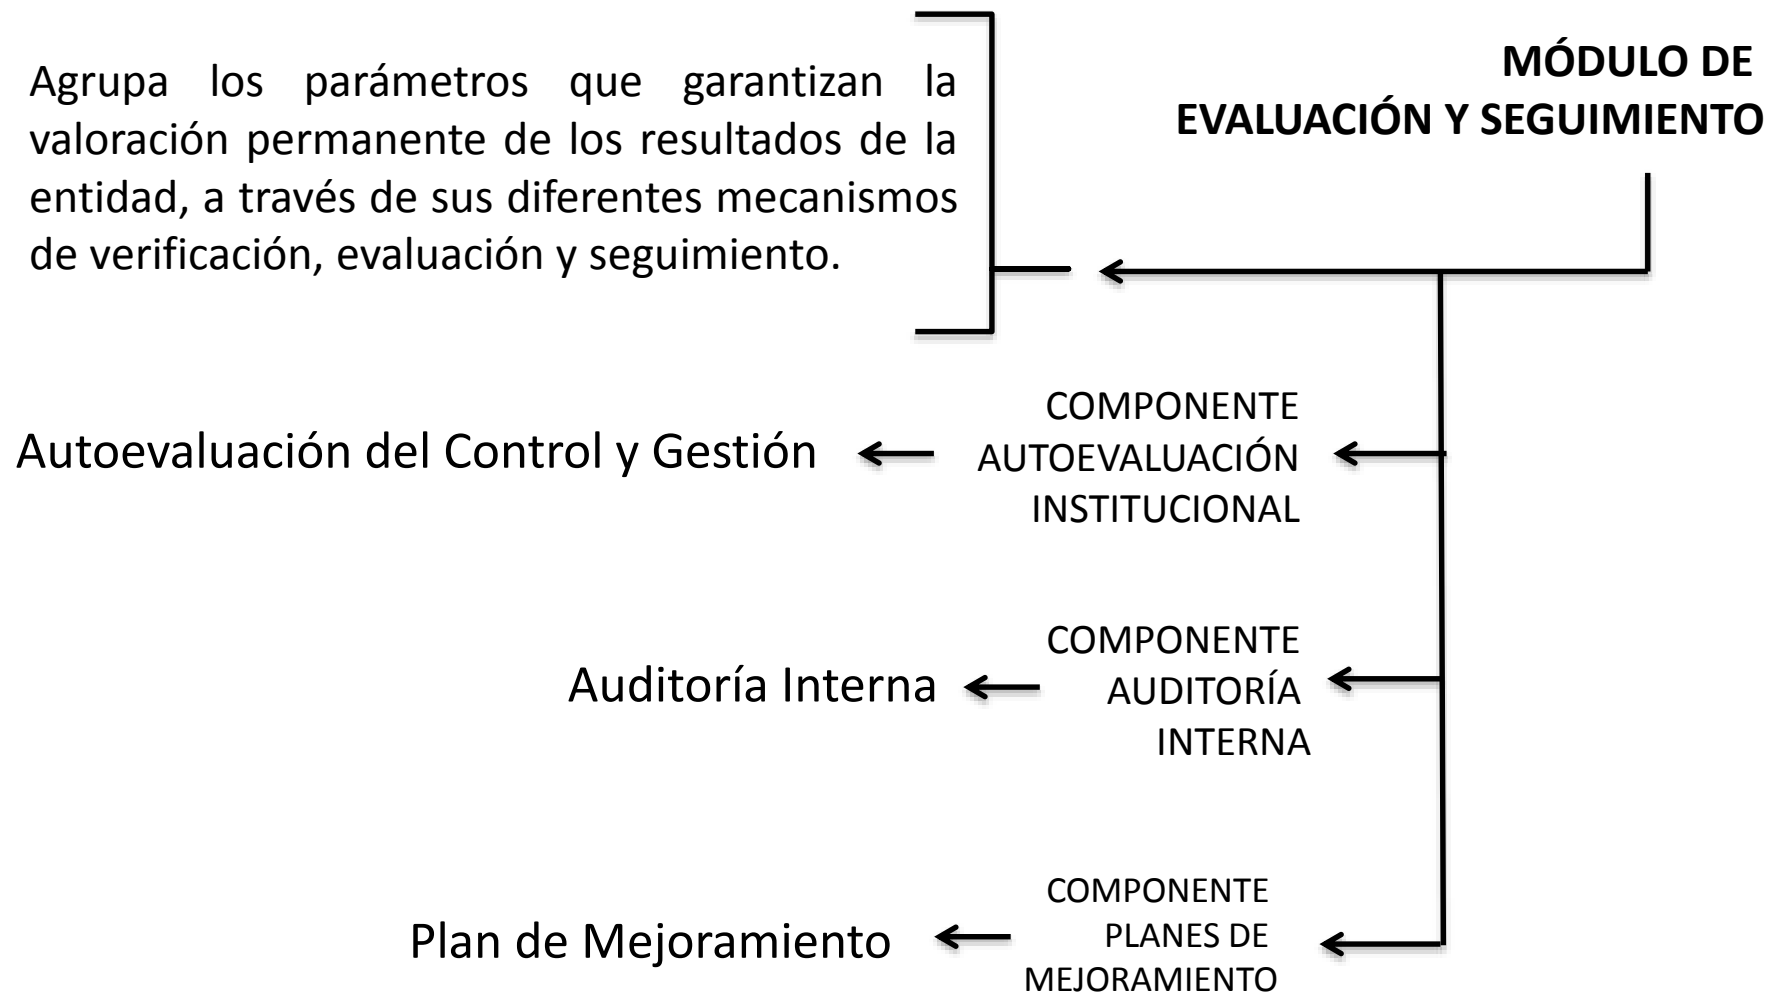 MÓDULO DE
EVALUACIÓN Y SEGUIMIENTO
Agrupa los parámetros que garantizan la
valoración permanente de los resultados de la
entidad, a través de sus diferentes mecanismos
de verificación, evaluación y seguimiento.
COMPONENTE
AUTOEVALUACIÓN
INSTITUCIONAL
Autoevaluación del Control y Gestión
COMPONENTE
AUDITORÍA
INTERNA
Auditoría Interna
COMPONENTE
PLANES DE
MEJORAMIENTO
Plan de Mejoramiento